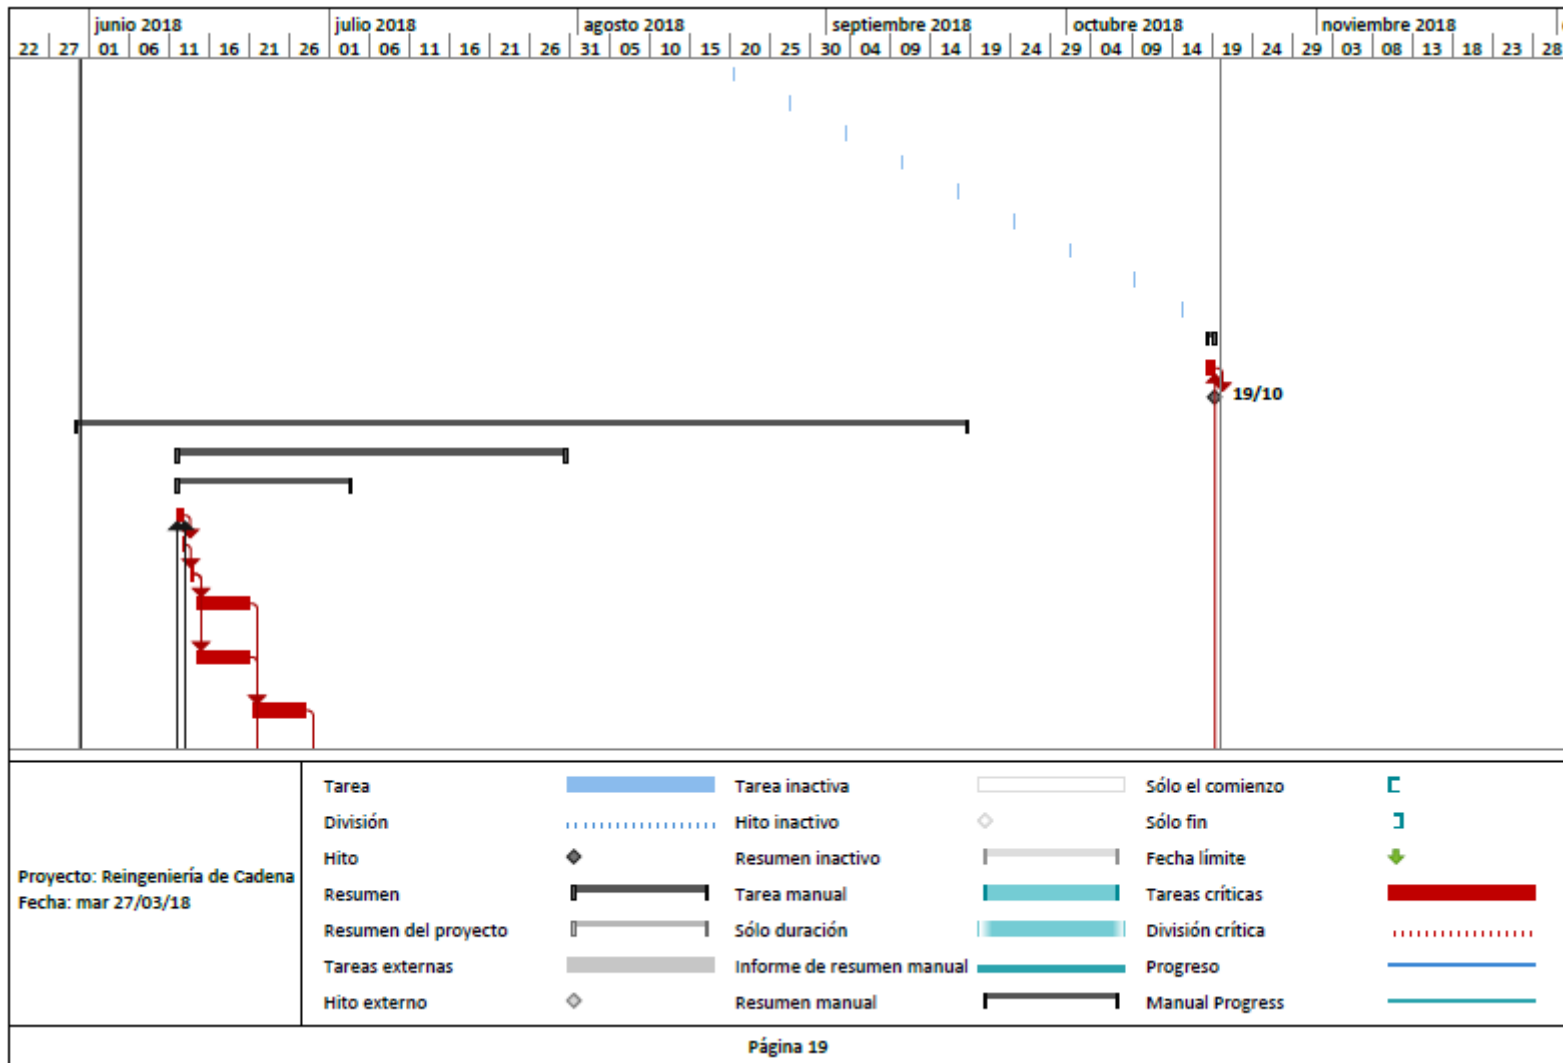 junio 2018 julio 2018 agosto 2018 septiembre 2018 octubre 2018 noviembre 2018
22 27 01 06 11 16 21 26 01 06 11 16 21 26 31 05 10 15 20 25 30 04 09 14 19 24 29 04 09 14 19 24 29 03 08 13 18 23 28
19/10
Proyecto: Reingeniería de Cadena
Fecha: mar 27/03/18
Tarea Tarea inactiva Sólo el comienzo
División Hito inactivo Sólo fin
Hito Resumen inactivo Fecha límite
Resumen Tarea manual Tareas críticas
Resumen del proyecto Sólo duración División crítica
Tareas externas Informe de resumen manual Progreso
Hito externo Resumen manual Manual Progress
Página 19